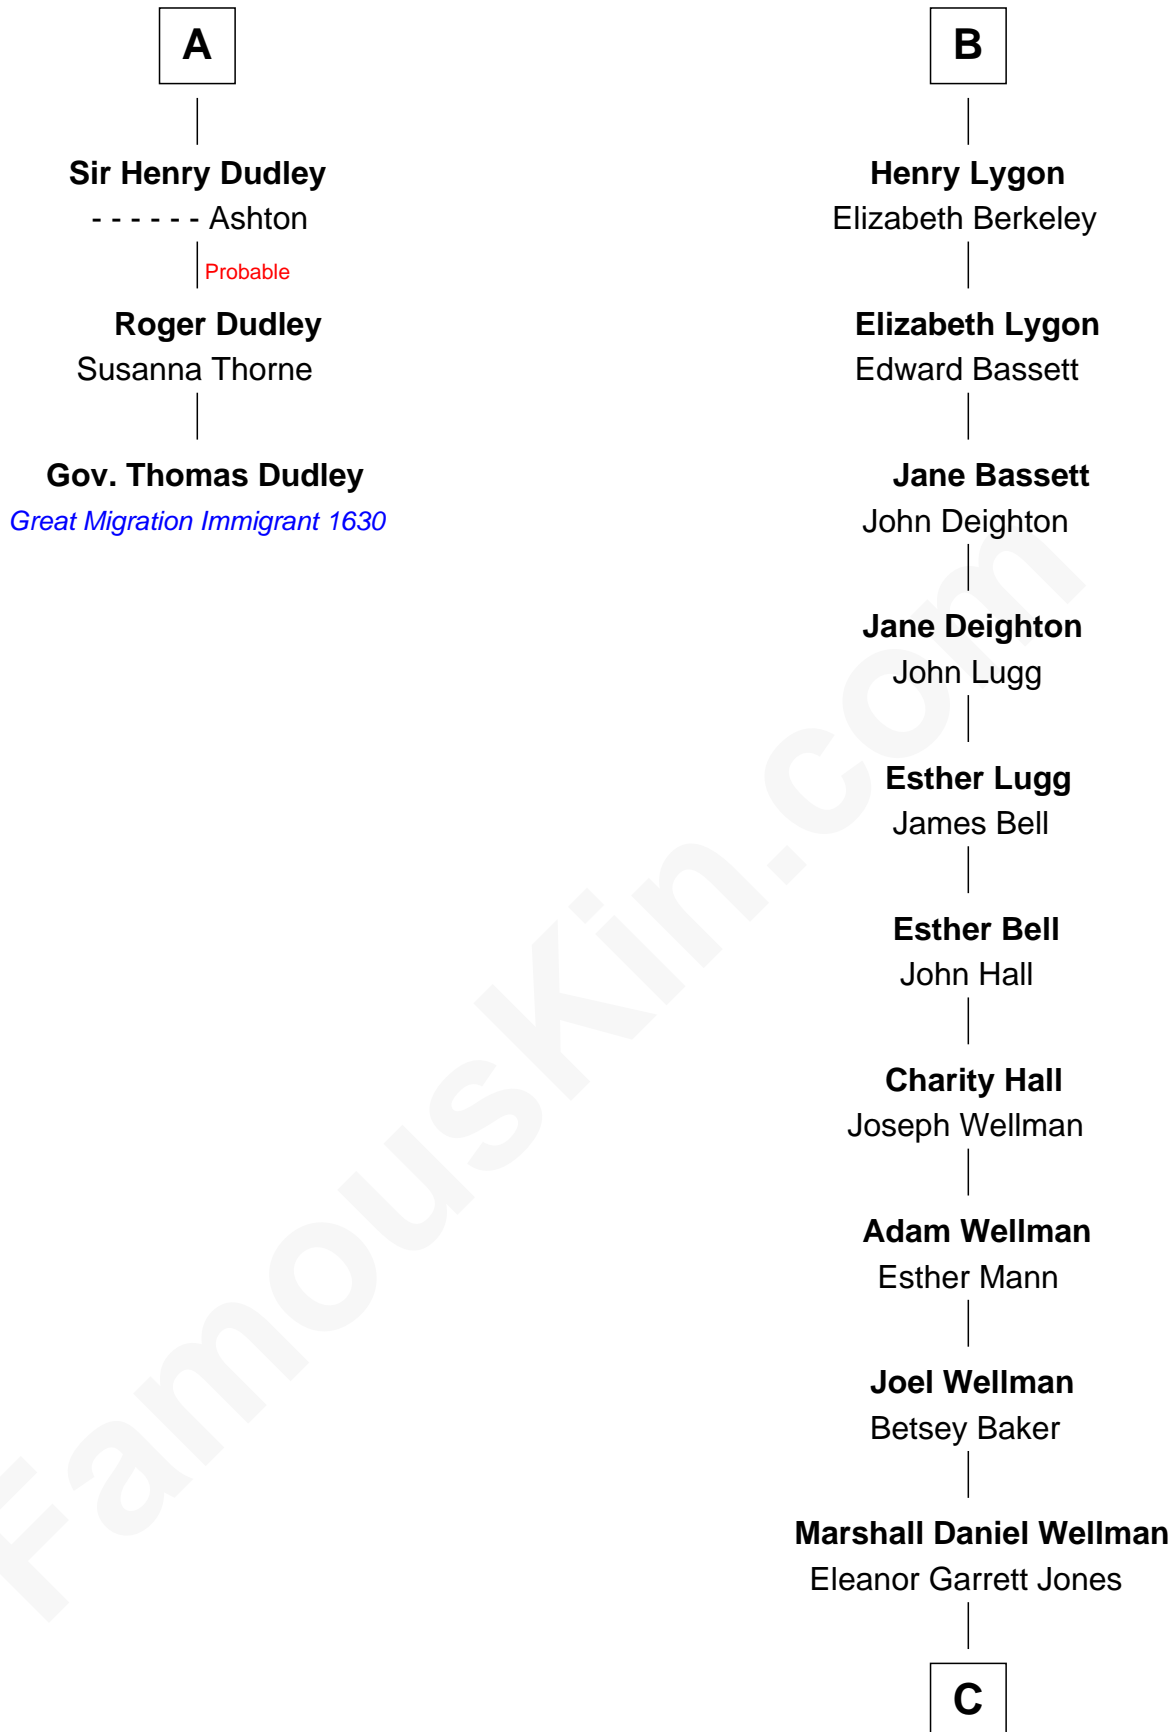 A
Sir Henry Dudley
- - - - - - Ashton
Probable
Roger Dudley
Susanna Thorne
Gov. Thomas Dudley
Great Migration Immigrant 1630
B
Henry Lygon
Elizabeth Berkeley
Elizabeth Lygon
Edward Bassett
Jane Bassett
John Deighton
Jane Deighton
John Lugg
Esther Lugg
James Bell
Esther Bell
John Hall
Charity Hall
Joseph Wellman
Adam Wellman
Esther Mann
Joel Wellman
Betsey Baker
Marshall Daniel Wellman
Eleanor Garrett Jones
C
FamousKin.com